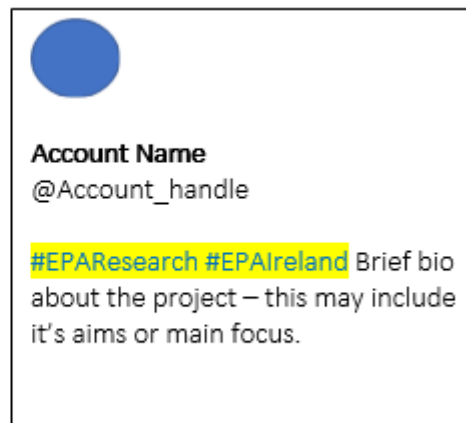 Account Name
@Account_handle
#EPAResearch #EPAIreland Brief bio
about the project – this may include
it's aims or main focus.